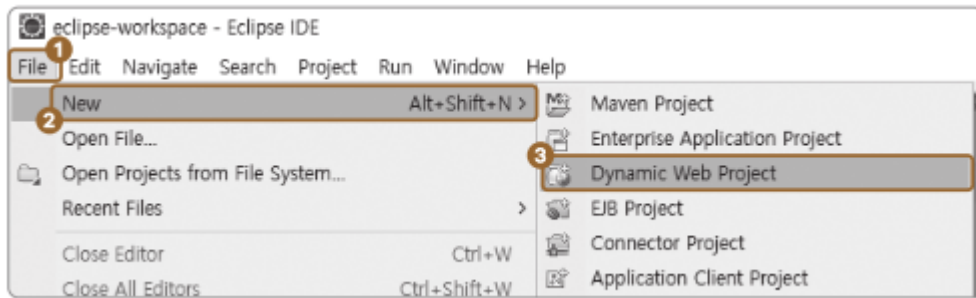 eclipse-workspace - Eclipse IDE
1
File Edit Navigate Search Project Run Window Help
2 New Alt+Shift+N >
Open File...
Open Projects from File System...
Recent Files >
Close Editor Ctrl+W
Close All Editors Ctrl+Shift+W
Maven Project
Enterprise Application Project
3 Dynamic Web Project
EJB Project
Connector Project
Application Client Project